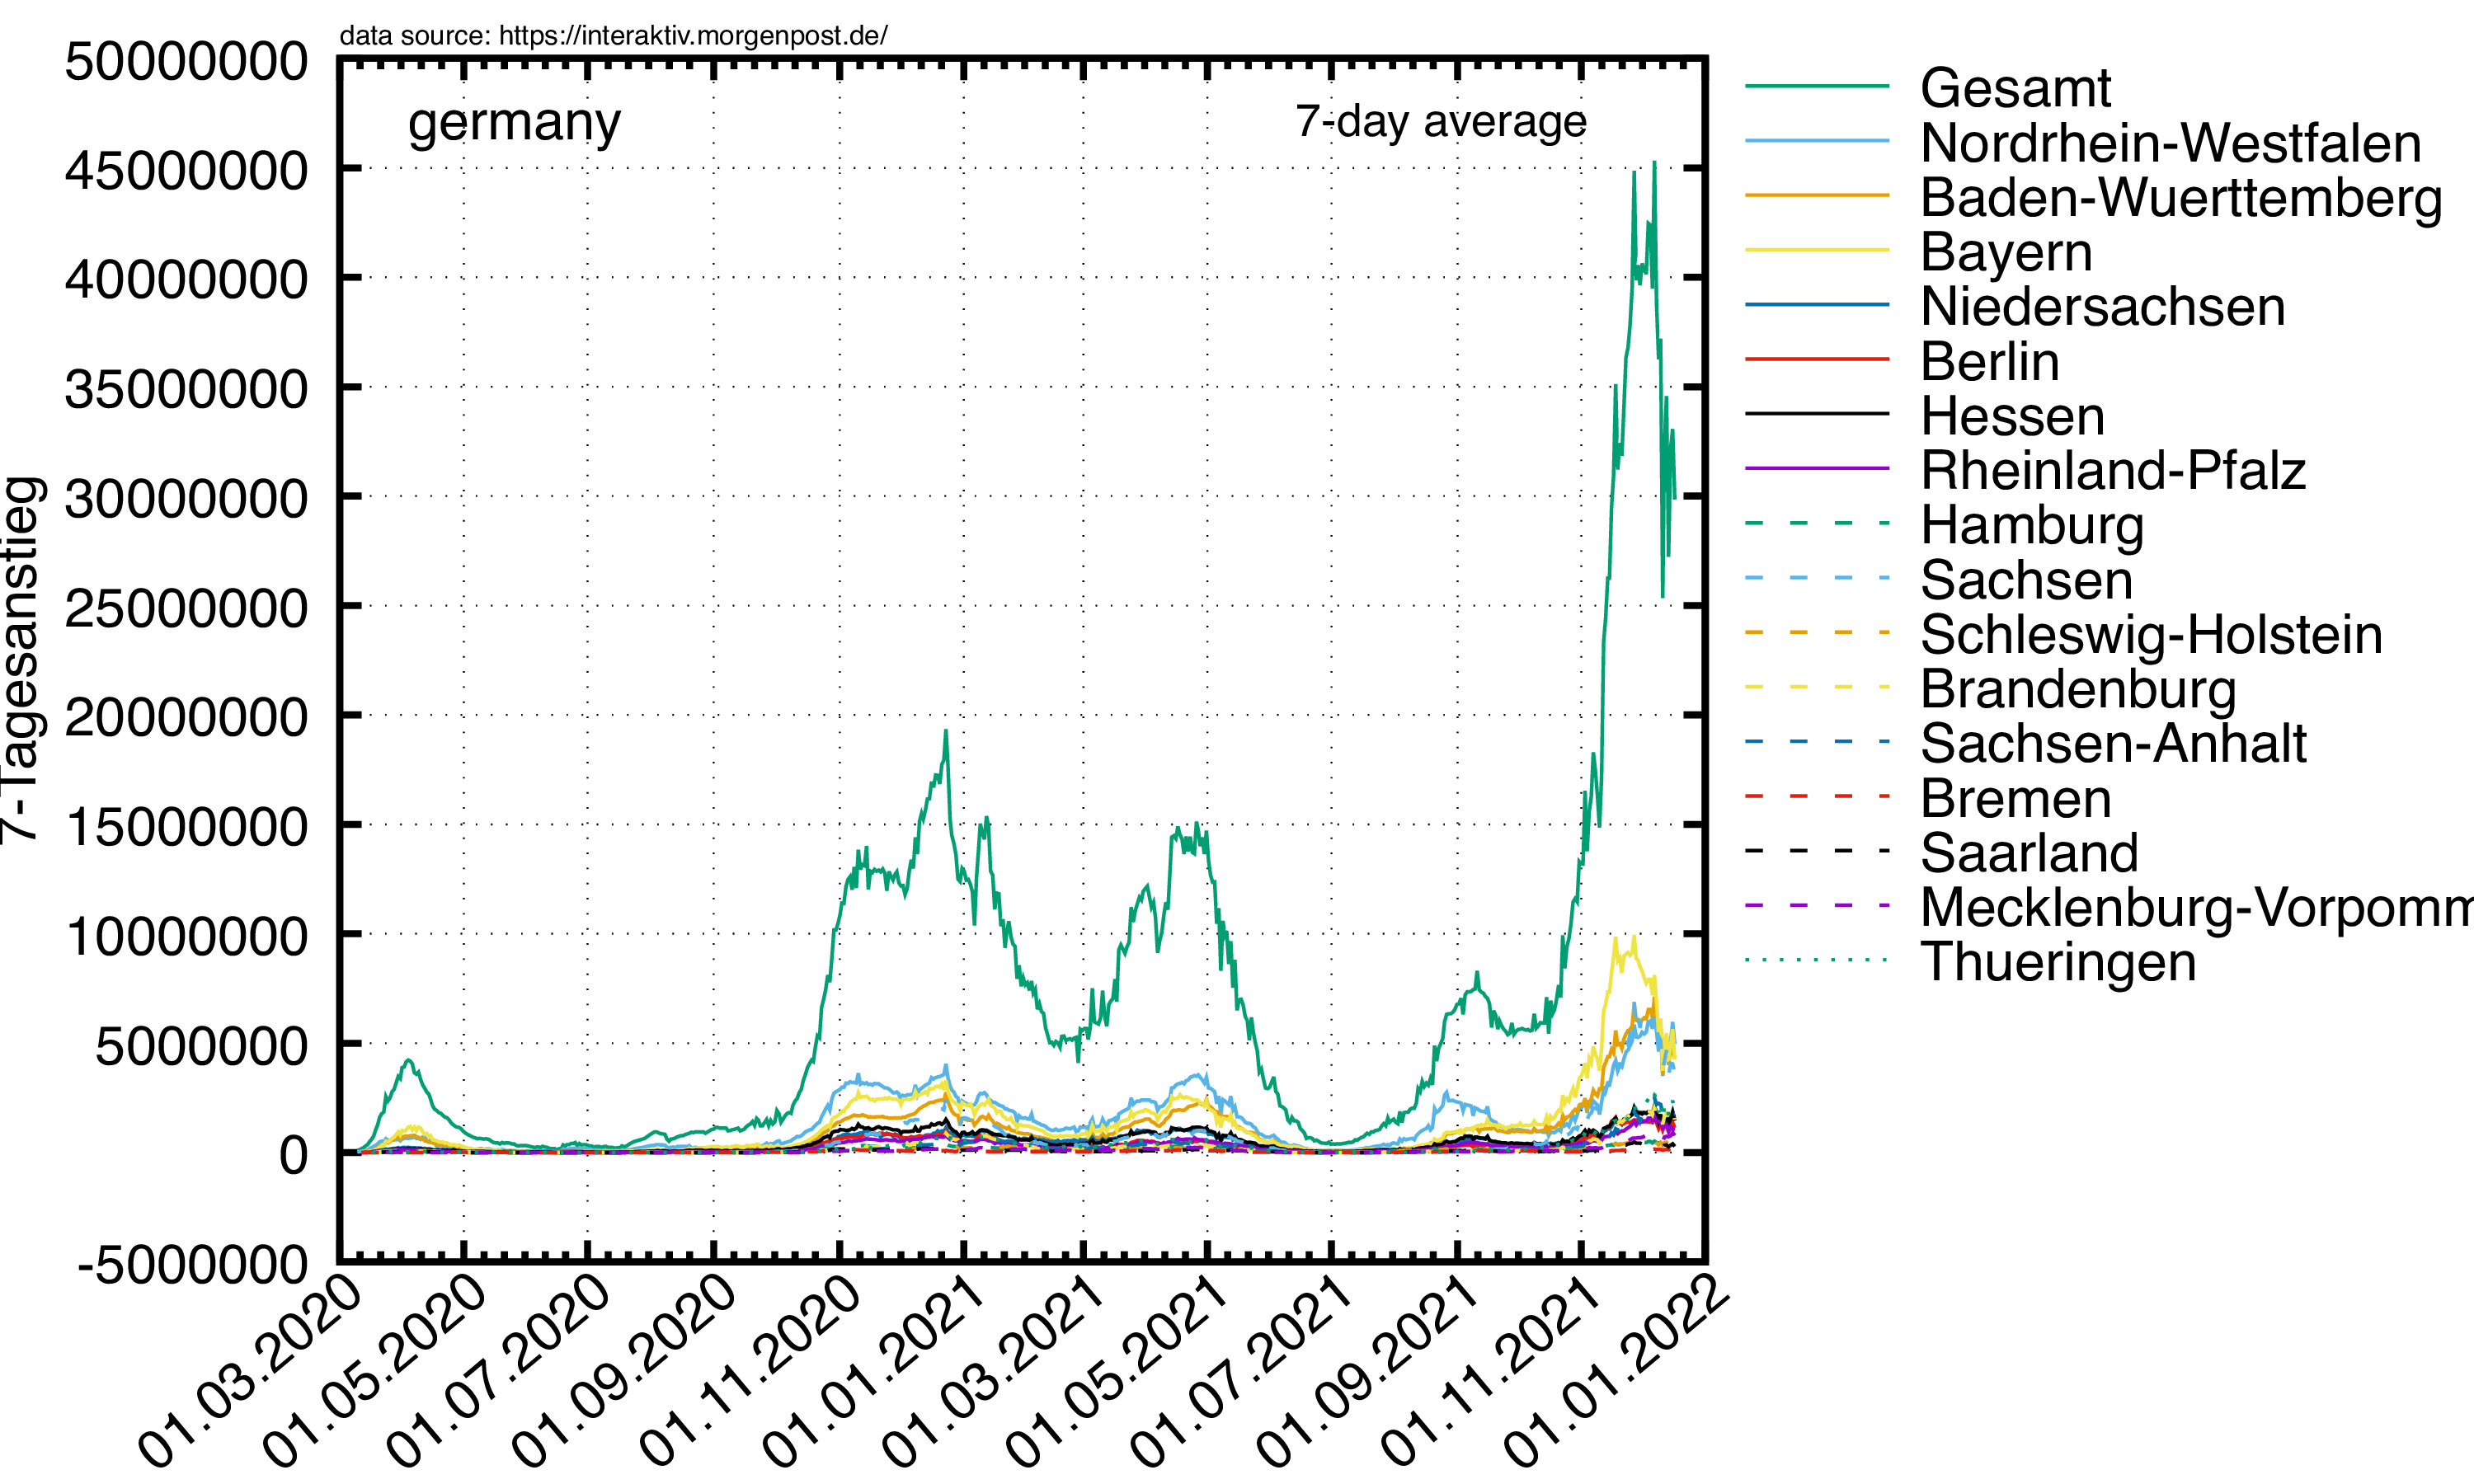 data source: https://interaktiv.morgenpost.de/
germany
7-day average
7-Tagesanstieg
50000000
45000000
40000000
35000000
30000000
25000000
20000000
15000000
10000000
5000000
0
-5000000
01.03.2020
01.05.2020
01.07.2020
01.09.2020
01.11.2020
01.01.2021
01.03.2021
01.05.2021
01.07.2021
01.09.2021
01.11.2021
01.01.2022
Gesamt
Nordrhein-Westfalen
Baden-Wuerttemberg
Bayern
Niedersachsen
Berlin
Hessen
Rheinland-Pfalz
Hamburg
Sachsen
Schleswig-Holstein
Brandenburg
Sachsen-Anhalt
Bremen
Saarland
Mecklenburg-Vorpomm
Thueringen